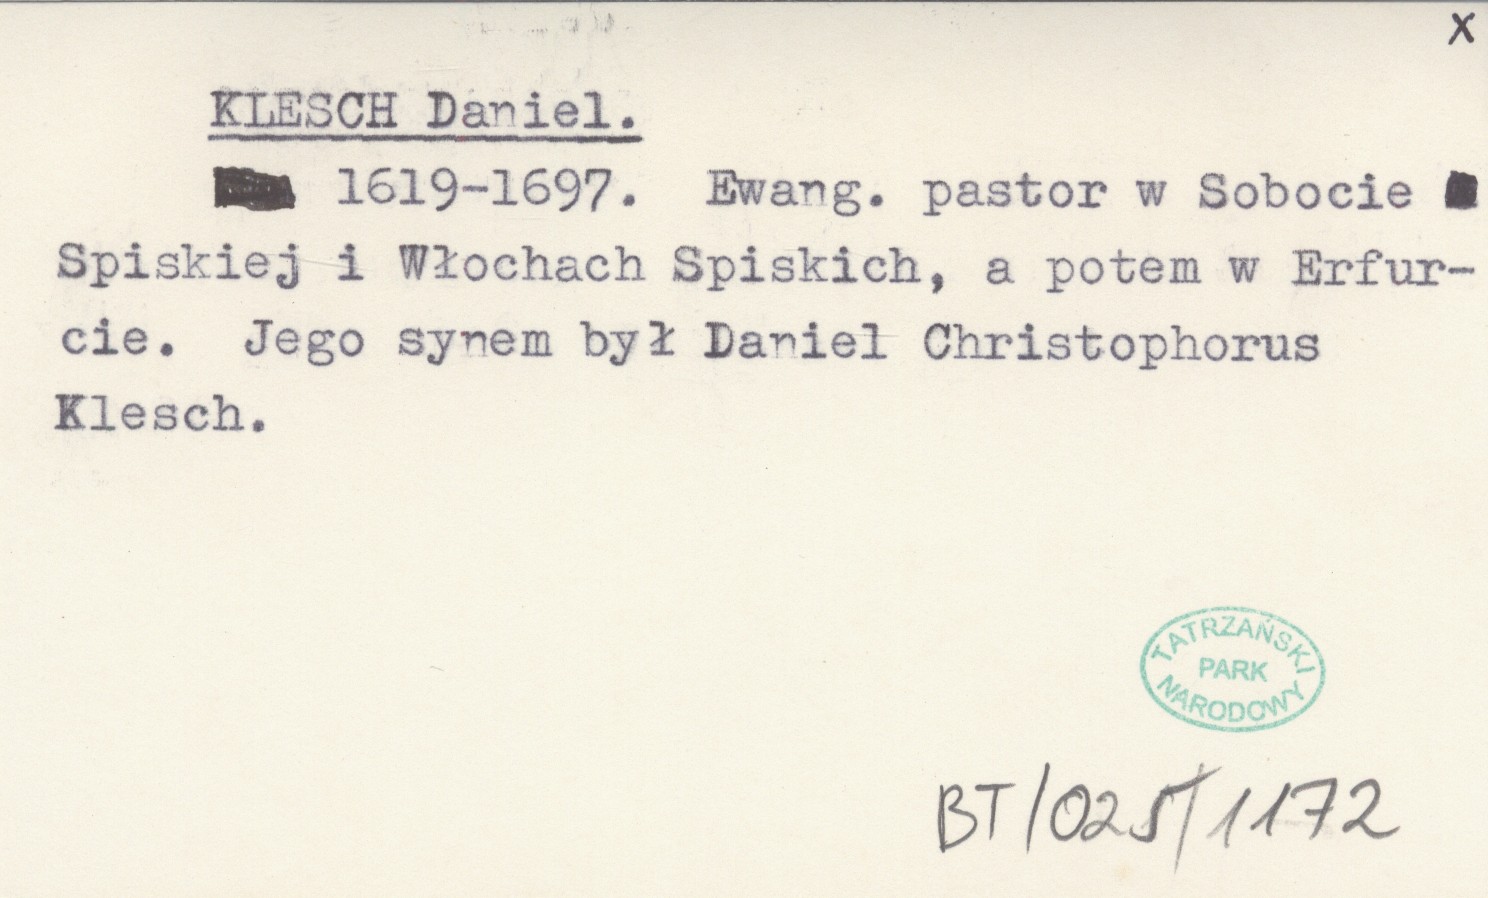 x
KLESCH Daniel.
1619-1697. Ewang. pastor w Sobocie
Spiskiej i Włochach Spiskich, a potem w Erfur-
cie. Jego synem był Daniel Christophorus
Klesch.
TATRZAŃSKI
PARK
NARODOWY
BT/025/1172